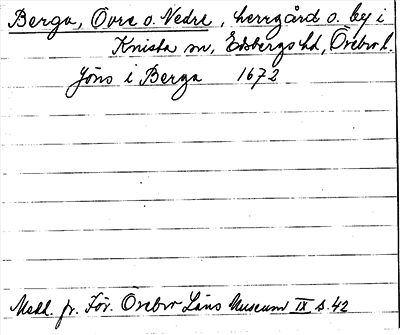 Berga, Övre o. Nedre, herrgård o. by i
Knista sn, Edsbergs hd, Örebro l.
Jöns i Berga 1672
Medd. fr. För. Örebro Läns Museum IX s. 42